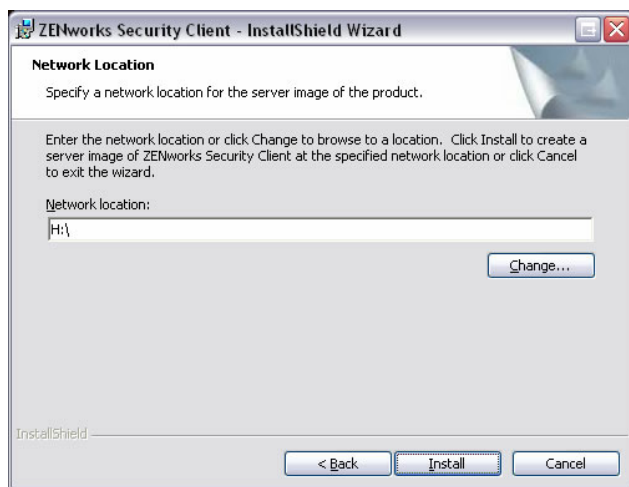 ZENworks Security Client - InstallShield Wizard
Network Location
Specify a network location for the server image of the product.
Enter the network location or click Change to browse to a location. Click Install to create a
server image of ZENworks Security Client at the specified network location or click Cancel
to exit the wizard.
Network location:
H:\
Change...
InstallShield
< Back
Install
Cancel